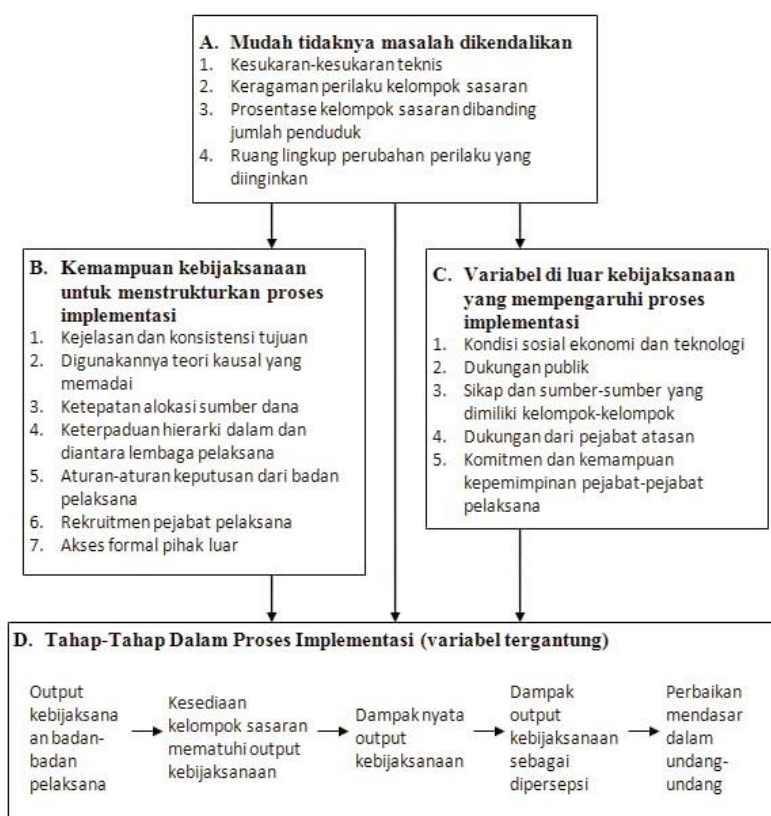 A. Mudah tidaknya masalah dikendalikan
1. Kesukaran-kesukaran teknis
2. Keragaman perilaku kelompok sasaran
3. Prosentase kelompok sasaran dibanding
jumlah penduduk
4. Ruang lingkup perubahan perilaku yang
diinginkan
B. Kemampuan kebijaksanaan
untuk menstrukturkan proses
implementasi
1. Kejelasan dan konsistensi tujuan
2. Digunakannya teori kausal yang
memadai
3. Ketepatan alokasi sumber dana
4. Keterpaduan hierarki dalam dan
diantara lembaga pelaksana
5. Aturan-aturan keputusan dari badan
pelaksana
6. Rekruitmen pejabat pelaksana
7. Akses formal pihak luar
C. Variabel di luar kebijaksanaan
yang mempengaruhi proses
implementasi
1. Kondisi sosial ekonomi dan teknologi
2. Dukungan publik
3. Sikap dan sumber-sumber yang
dimiliki kelompok-kelompok
4. Dukungan dari pejabat atasan
5. Komitmen dan kemampuan
kepemimpinan pejabat-pejabat
pelaksana
D. Tahap-Tahap Dalam Proses Implementasi (variabel tergantung)
Output
kebijaksana
an badan-
badan
pelaksana
Kesediaan
kelompok sasaran
mematuhi output
kebijaksanaan
Dampak nyata
output
kebijaksanaan
Dampak
output
kebijaksanaan
sebagai
dipersepsi
Perbaikan
mendasar
dalam
undang-
undang